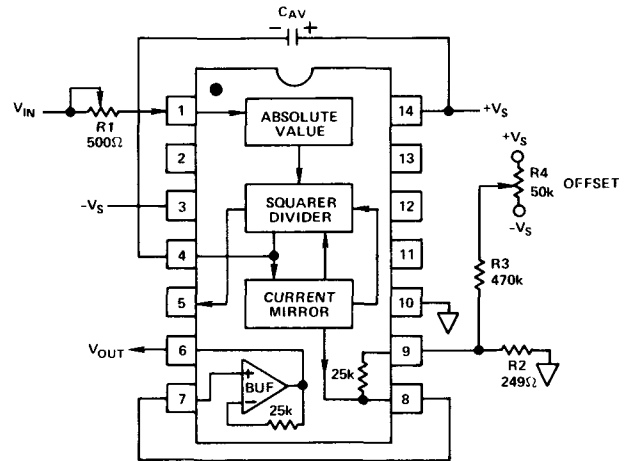 CAV
− +
VIN
R1
500Ω
1
2
3
4
5
6
7
14
13
12
11
10
9
8
ABSOLUTE
VALUE
SQUARER
DIVIDER
CURRENT
MIRROR
−VS
VOUT
+
−
BUF
25k
25k
+VS
+VS
R4
50k
OFFSET
−VS
R3
470k
R2
249Ω